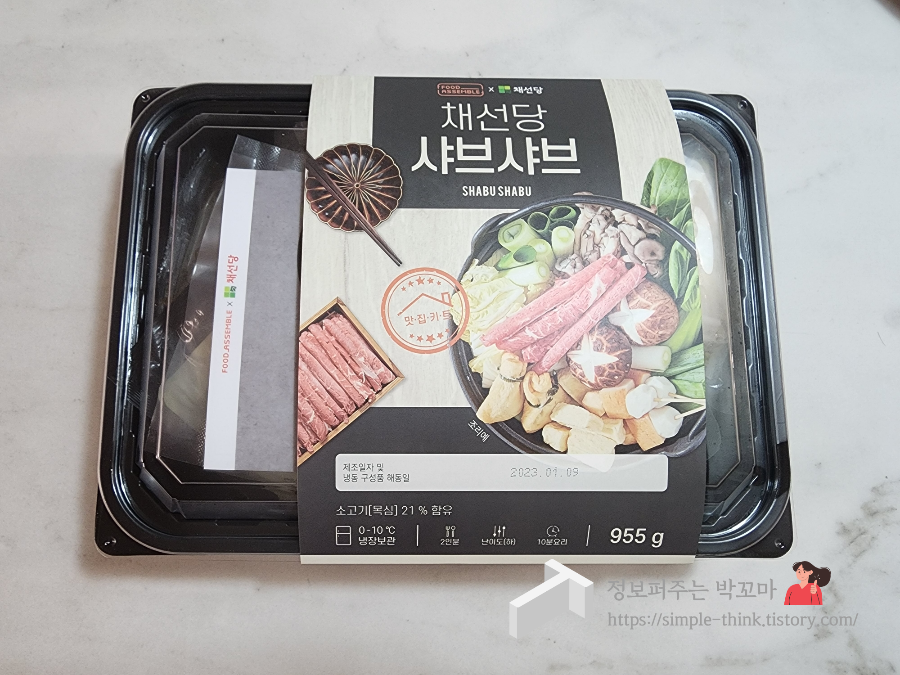 FOOD ASSEMBLE x 채선당
채선당
샤브샤브
SHABU SHABU
맛·집·키·트
FOOD ASSEMBLE x 채선당
조리예
제조일자 및
냉동 구성품 해동일
2023.01.09
소고기[목심] 21 % 함유
0-10 ℃
냉장보관
2인분
난이도(하)
10분요리
955 g
정보퍼주는 박꼬마
https://simple-think.tistory.com/